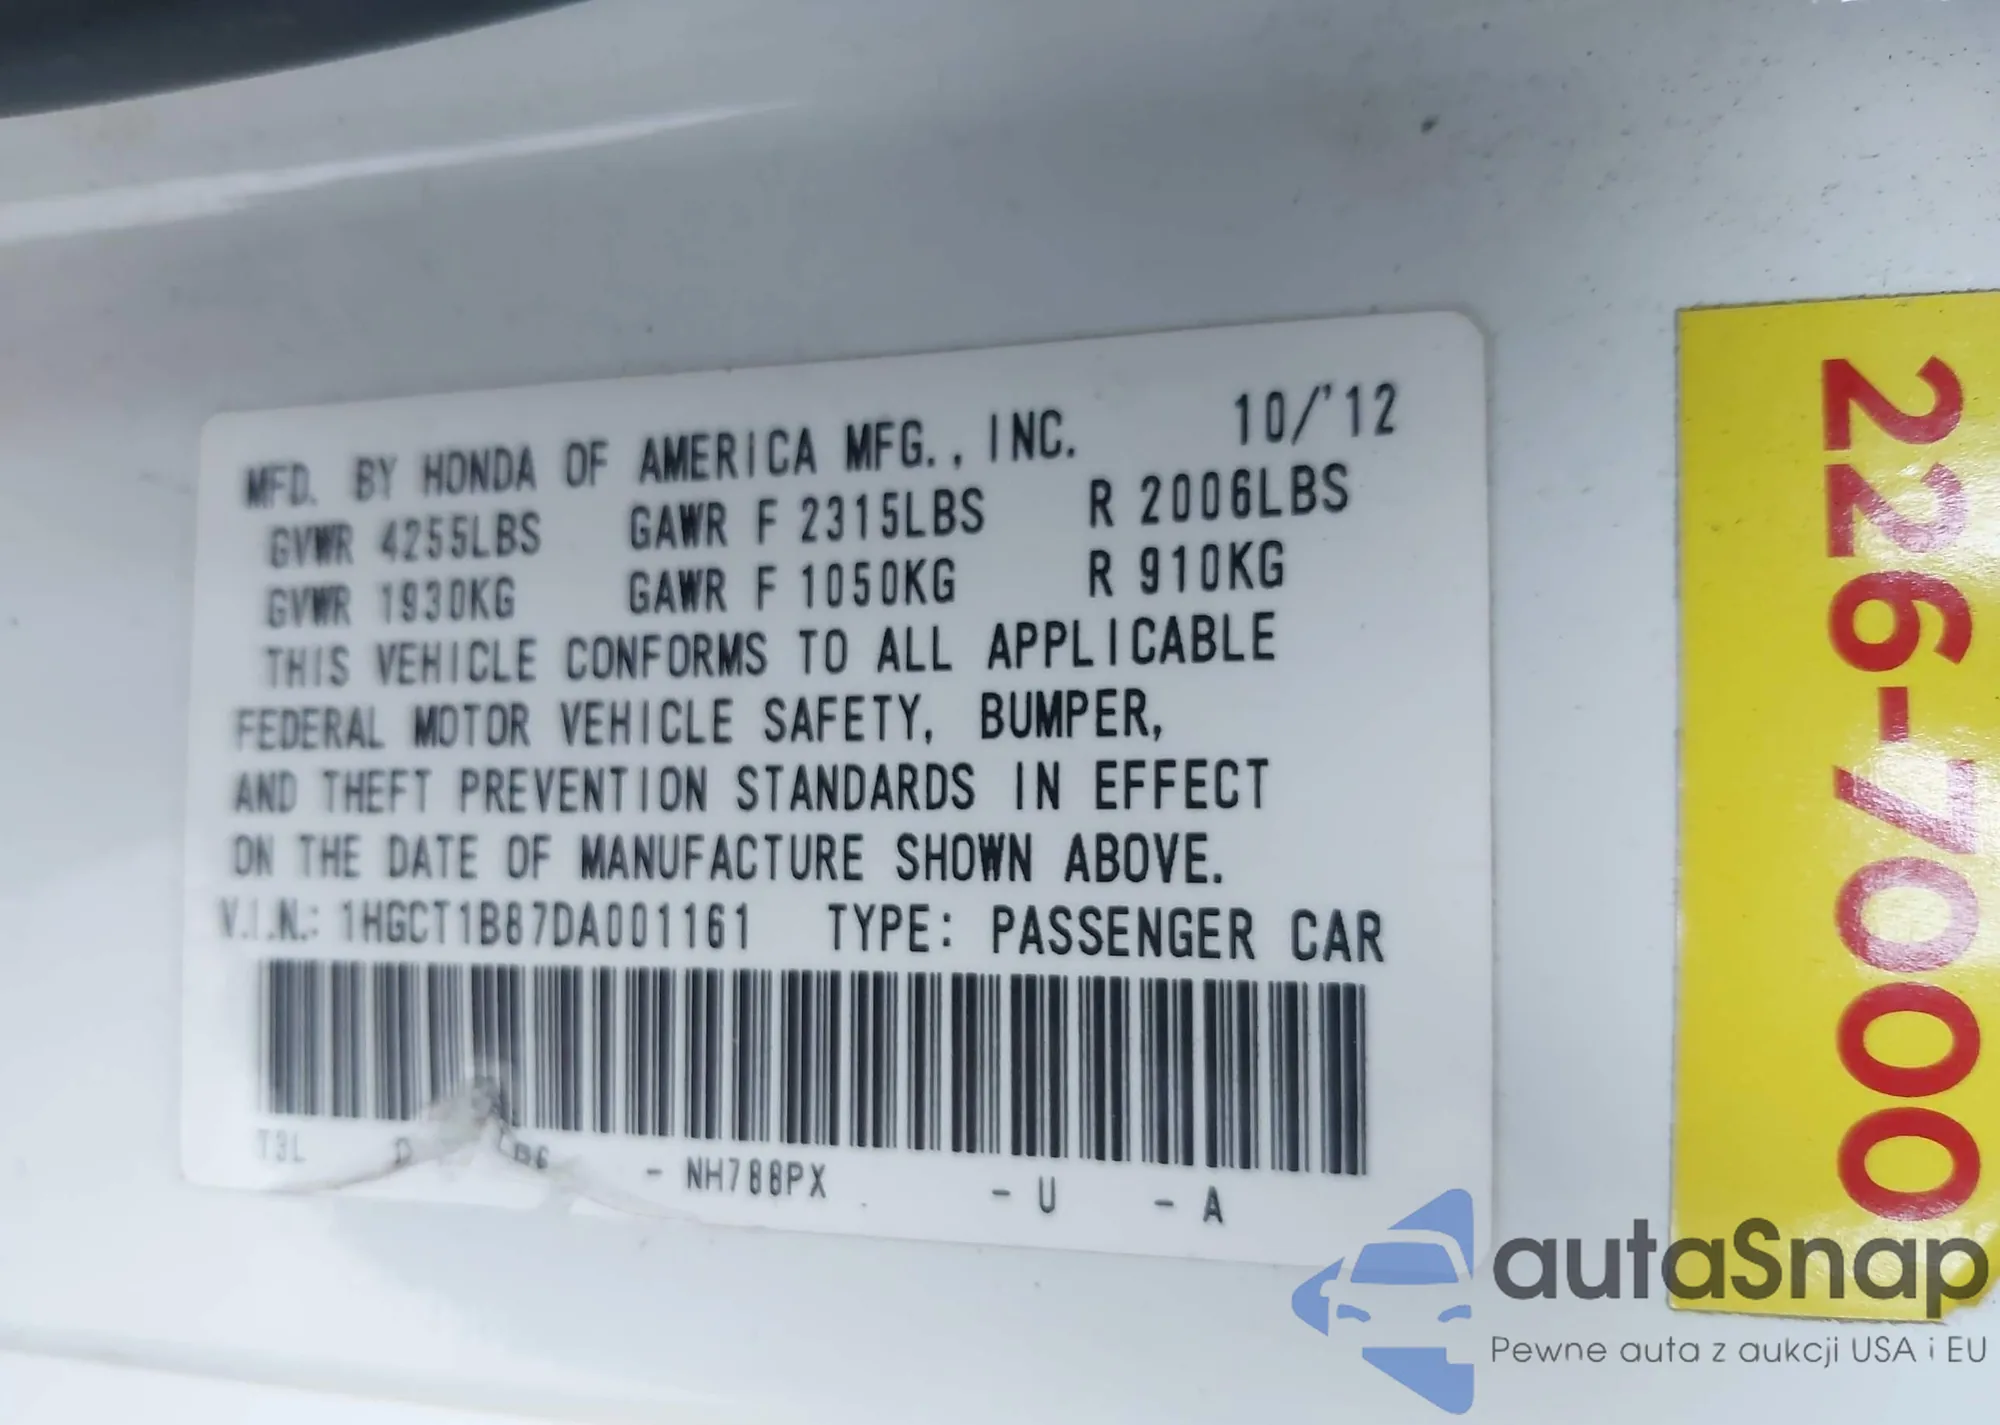 MFD. BY HONDA OF AMERICA MFG., INC. 10/'12
GVWR 4255LBS GAWR F 2315LBS R 2006LBS
GVWR 1930KG GAWR F 1050KG R 910KG
THIS VEHICLE CONFORMS TO ALL APPLICABLE
FEDERAL MOTOR VEHICLE SAFETY, BUMPER,
AND THEFT PREVENTION STANDARDS IN EFFECT
ON THE DATE OF MANUFACTURE SHOWN ABOVE.
V.I.N.: 1HGCT1B87DA001161 TYPE: PASSENGER CAR
T3L - NH788PX - U - A
226-7000
autaSnap
Pewne auta z aukcji USA i EU